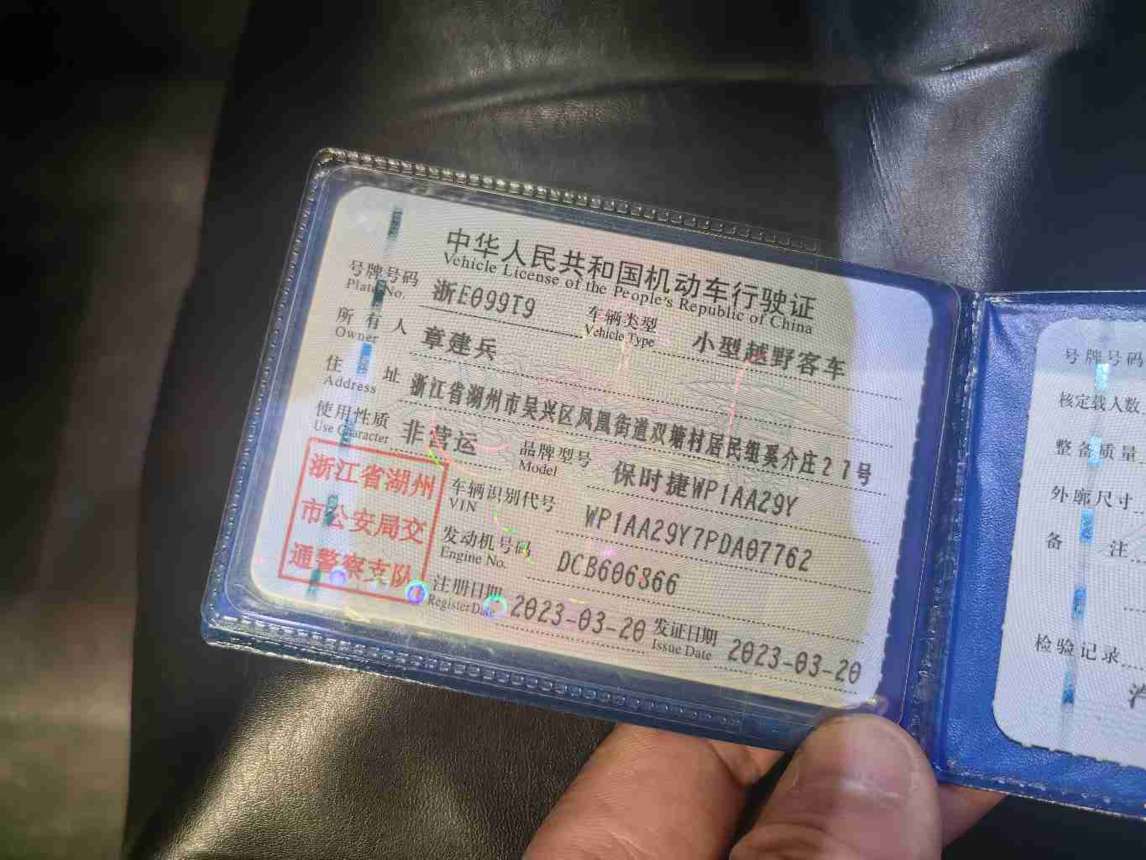 中华人民共和国机动车行驶证
Vehicle License of the People's Republic of China
号牌号码 浙E099T9 车辆类型 小型越野客车
Plate No. Vehicle Type
所有人 章建兵
Owner
住址 浙江省湖州市吴兴区凤凰街道双塘村居民组奚介庄27号
Address
使用性质 非营运 品牌型号 保时捷WP1AA29Y
Use Character Model
浙江省湖州
市公安局交
通警察支队
车辆识别代号 WP1AA29Y7PDA07762
VIN
发动机号码 DCB606366
Engine No.
注册日期 2023-03-20 发证日期 2023-03-20
Register Date Issue Date
号牌号码
核定载人数
整备质量
外廓尺寸
备注
检验记录